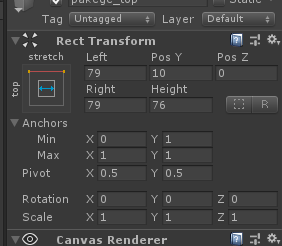 pakege_top Static
Tag Untagged Layer Default
Rect Transform
stretch Left Pos Y Pos Z
79 10 0
top Right Height
79 76 R
Anchors
Min X 0 Y 1
Max X 1 Y 1
Pivot X 0.5 Y 0.5
Rotation X 0 Y 0 Z 0
Scale X 1 Y 1 Z 1
Canvas Renderer